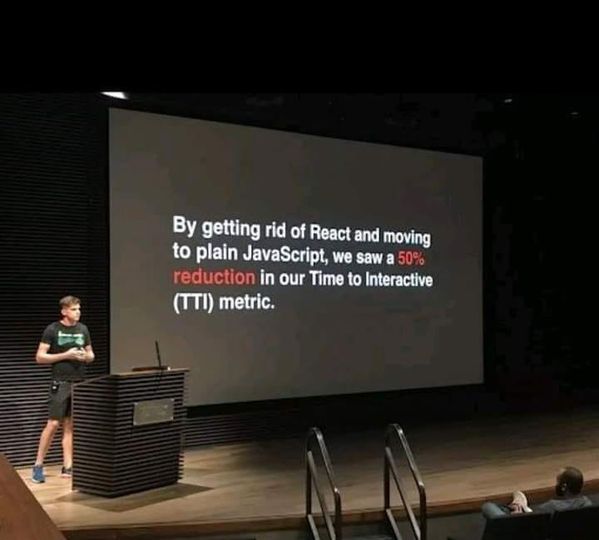 By getting rid of React and moving
to plain JavaScript, we saw a 50%
reduction in our Time to Interactive
(TTI) metric.